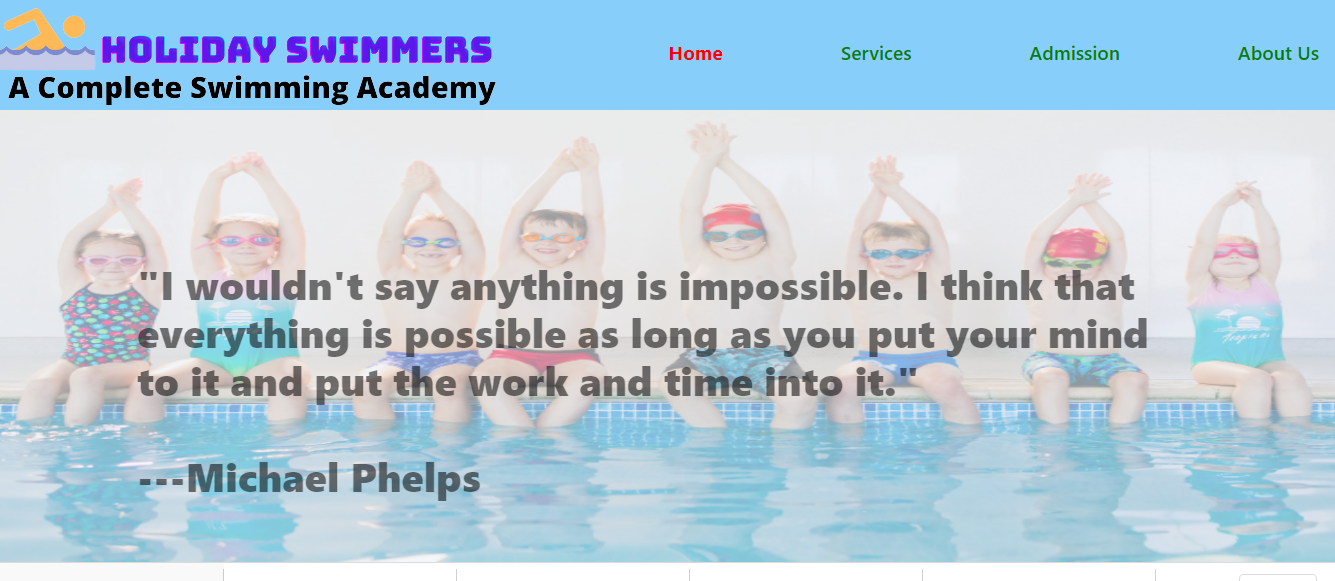 HOLIDAY SWIMMERS
A Complete Swimming Academy
Home
Services
Admission
About Us
"I wouldn't say anything is impossible. I think that
everything is possible as long as you put your mind
to it and put the work and time into it."
---Michael Phelps